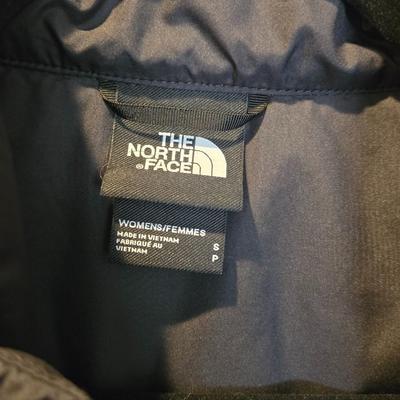 THE
NORTH
®FACE
WOMENS/FEMMES
MADE IN VIETNAM
FABRIQUÉ AU
VIETNAM
S
P